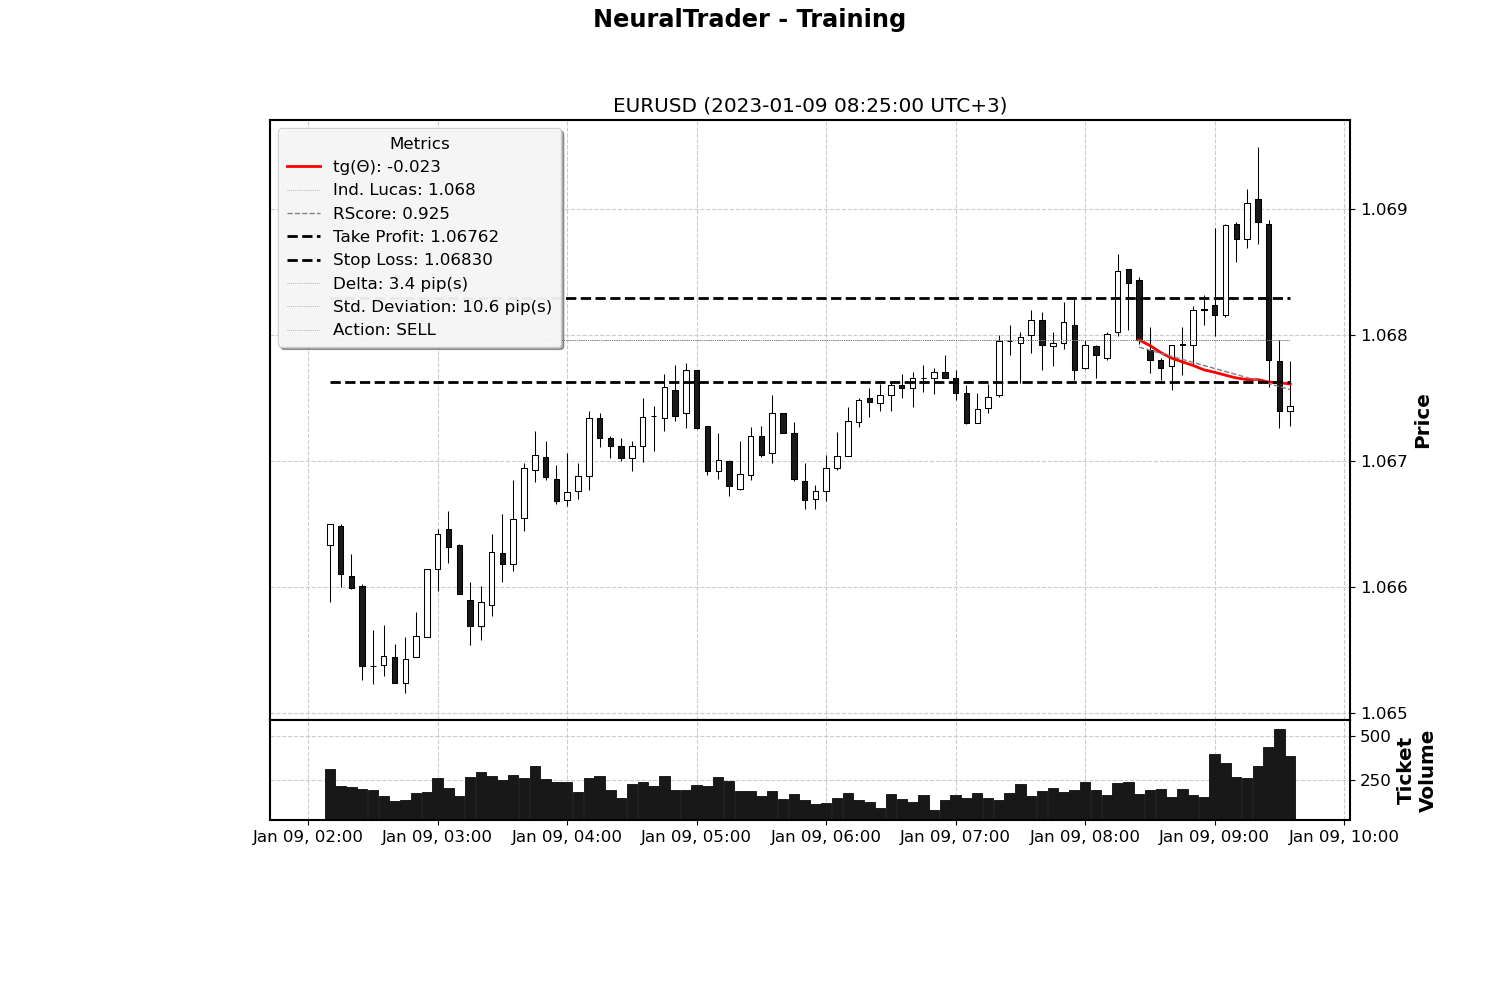 NeuralTrader - Training
EURUSD (2023-01-09 08:25:00 UTC+3)
Metrics
tg(Θ): -0.023
Ind. Lucas: 1.068
RScore: 0.925
Take Profit: 1.06762
Stop Loss: 1.06830
Delta: 3.4 pip(s)
Std. Deviation: 10.6 pip(s)
Action: SELL
1.069
1.068
1.067
1.066
1.065
Price
500
250
Ticket
Volume
Jan 09, 02:00 Jan 09, 03:00 Jan 09, 04:00 Jan 09, 05:00 Jan 09, 06:00 Jan 09, 07:00 Jan 09, 08:00 Jan 09, 09:00 Jan 09, 10:00